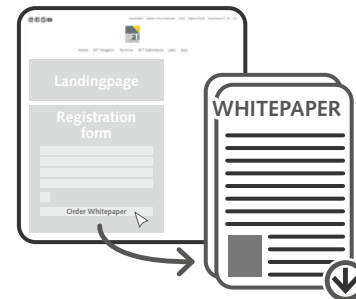 Landingpage
Registration
form
Order Whitepaper
WHITEPAPER